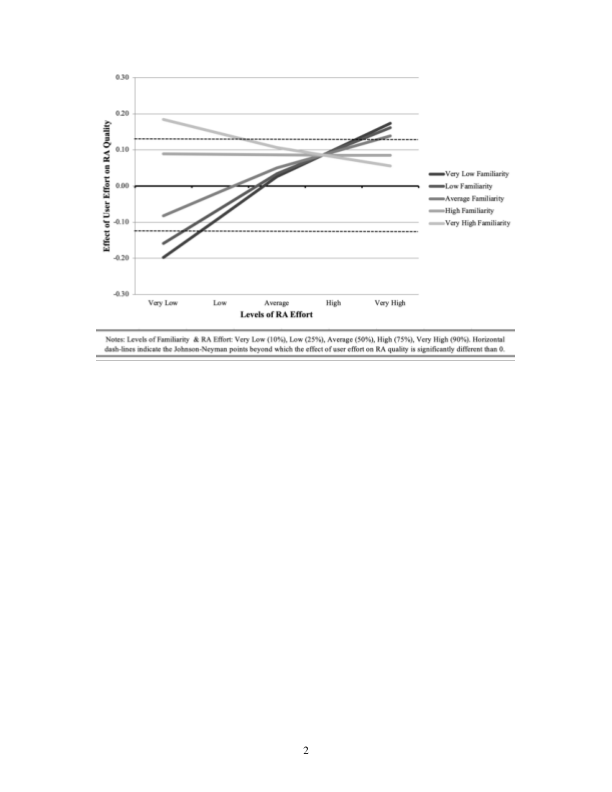 0.30
0.20
0.10
0.00
-0.10
-0.20
-0.30
Effect of User Effort on RA Quality
Very Low Low Average High Very High
Levels of RA Effort
Very Low Familiarity
Low Familiarity
Average Familiarity
High Familiarity
Very High Familiarity
Notes: Levels of Familiarity & RA Effort: Very Low (10%), Low (25%), Average (50%), High (75%), Very High (90%). Horizontal
dash-lines indicate the Johnson-Neyman points beyond which the effect of user effort on RA quality is significantly different than 0.
2